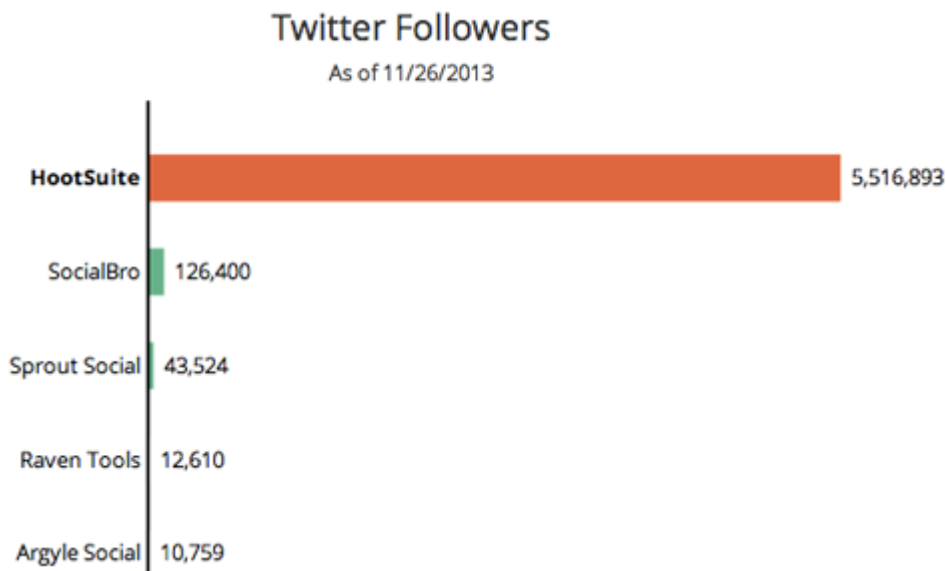 Twitter Followers
As of 11/26/2013
HootSuite 5,516,893
SocialBro 126,400
Sprout Social 43,524
Raven Tools 12,610
Argyle Social 10,759